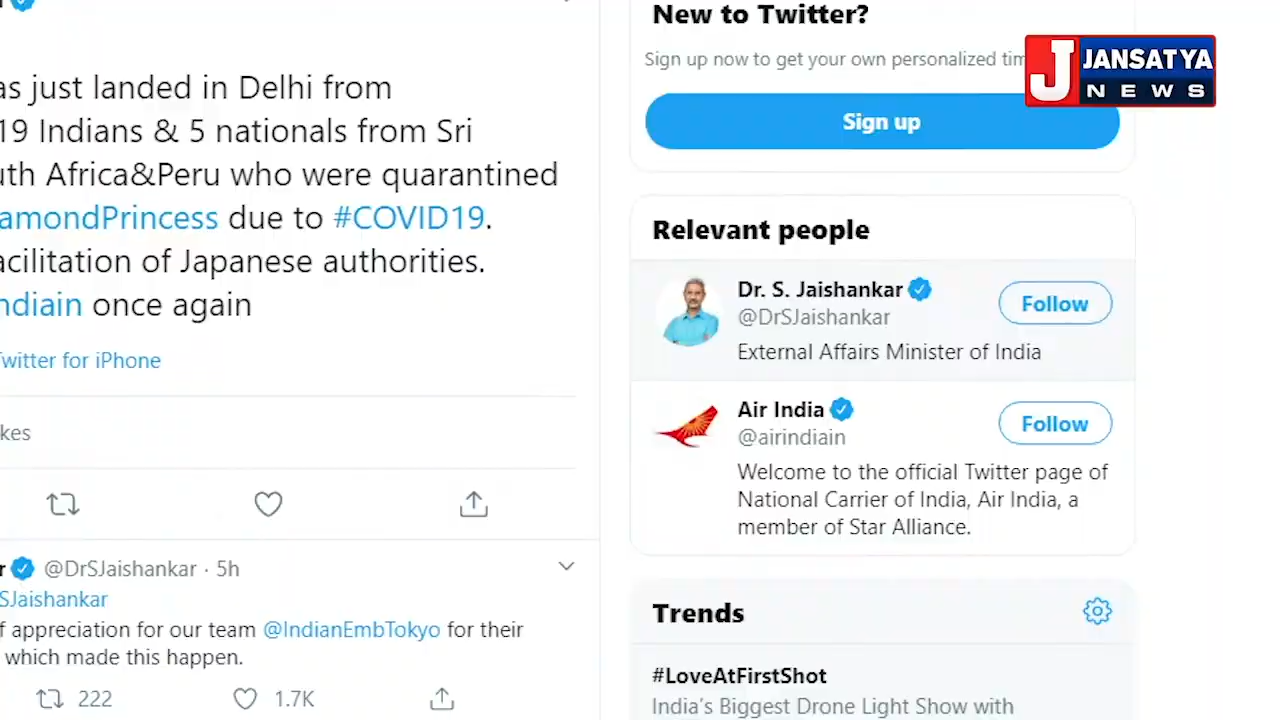 as just landed in Delhi from
19 Indians & 5 nationals from Sri
uth Africa&Peru who were quarantined
amondPrincess due to #COVID19.
acilitation of Japanese authorities.
ndiain once again
Twitter for iPhone
kes
r @DrSJaishankar · 5h
SJaishankar
f appreciation for our team @IndianEmbTokyo for their
which made this happen.
222 1.7K
New to Twitter?
Sign up now to get your own personalized tim
Sign up
Relevant people
Dr. S. Jaishankar
@DrSJaishankar
Follow
External Affairs Minister of India
Air India
@airindiain
Follow
Welcome to the official Twitter page of
National Carrier of India, Air India, a
member of Star Alliance.
Trends
#LoveAtFirstShot
India's Biggest Drone Light Show with
J JANSATYA
NEWS